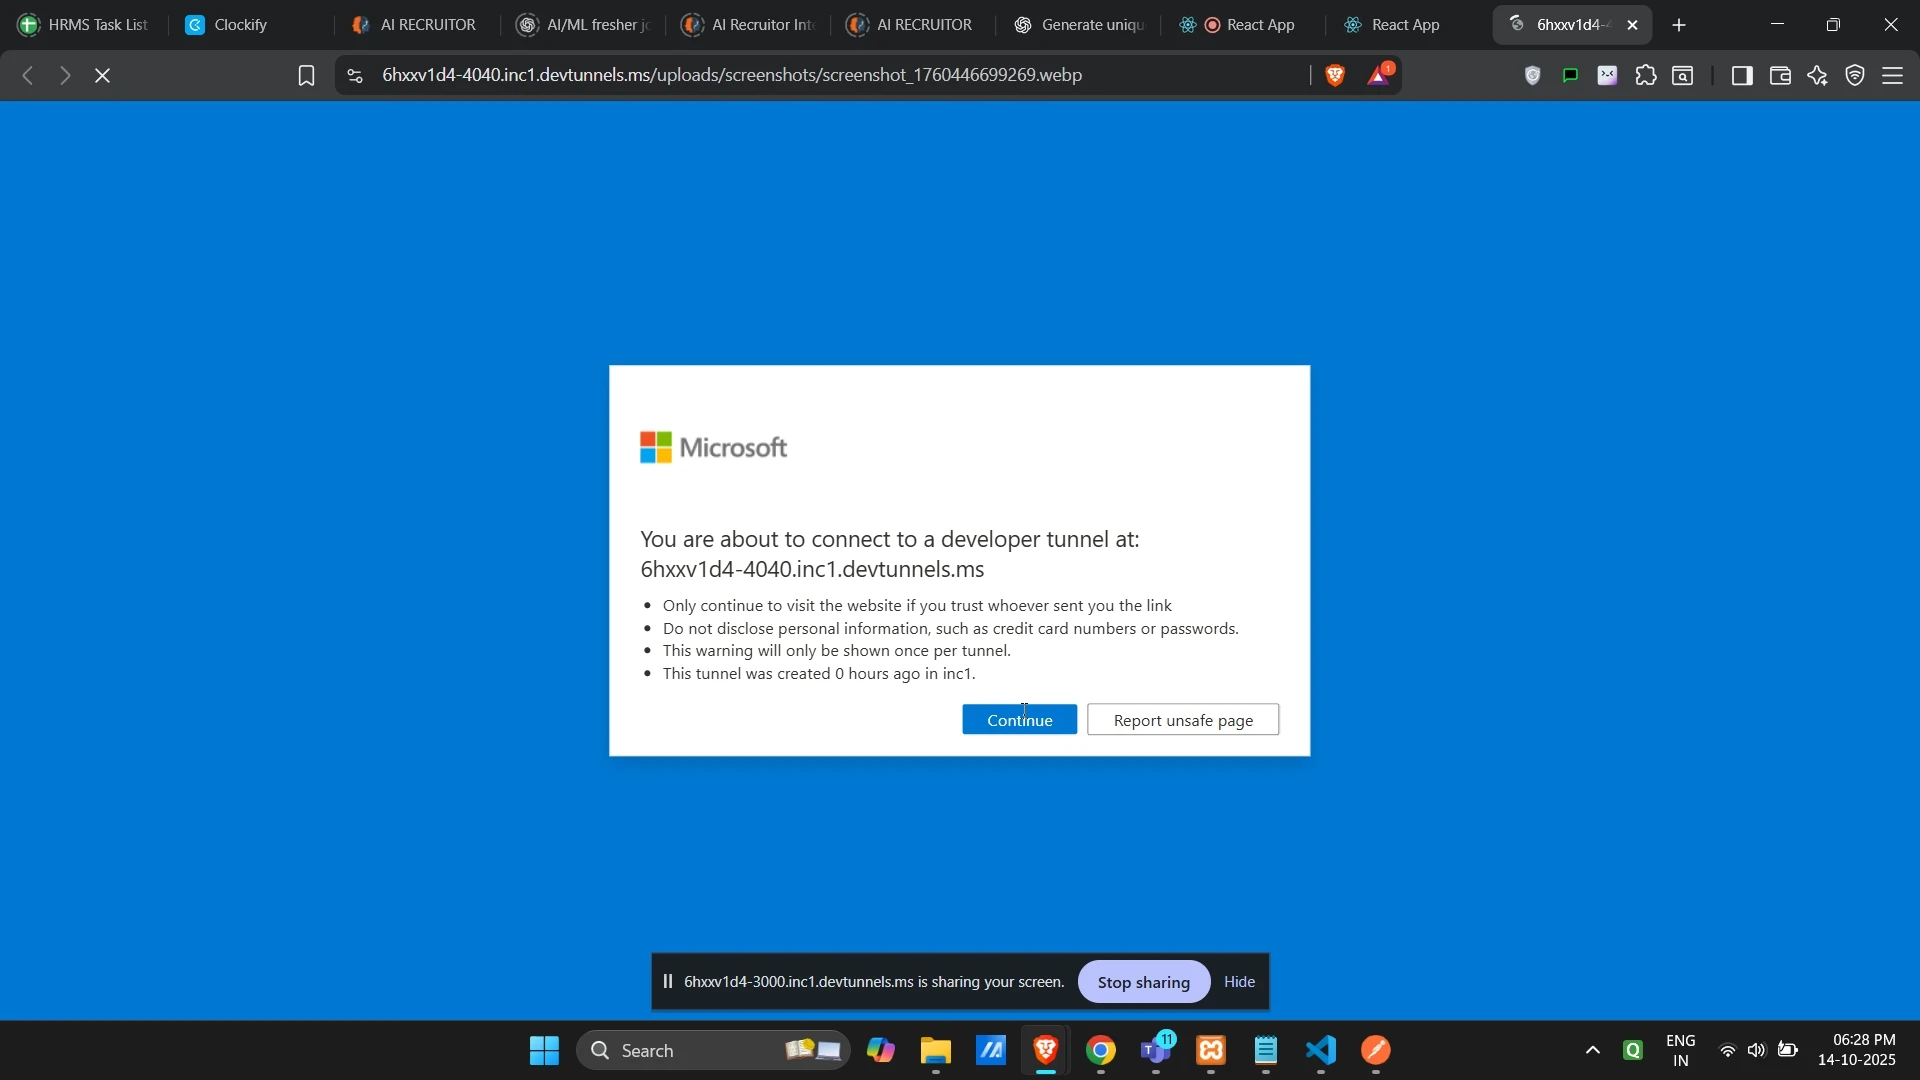 HRMS Task List
Clockify
AI RECRUITOR
AI/ML fresher jo
AI Recruitor Inte
AI RECRUITOR
Generate uniqu
React App
React App
6hxxv1d4-4
6hxxv1d4-4040.inc1.devtunnels.ms/uploads/screenshots/screenshot_1760446699269.webp
1
Microsoft
You are about to connect to a developer tunnel at:
6hxxv1d4-4040.inc1.devtunnels.ms
Only continue to visit the website if you trust whoever sent you the link
Do not disclose personal information, such as credit card numbers or passwords.
This warning will only be shown once per tunnel.
This tunnel was created 0 hours ago in inc1.
Continue
Report unsafe page
6hxxv1d4-3000.inc1.devtunnels.ms is sharing your screen.
Stop sharing
Hide
Search
11
ENG
IN
06:28 PM
14-10-2025